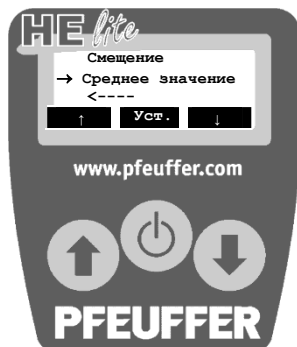 HE lite
Смещение
→ Среднее значение
<----
↑ Уст. ↓
www.pfeuffer.com
PFEUFFER